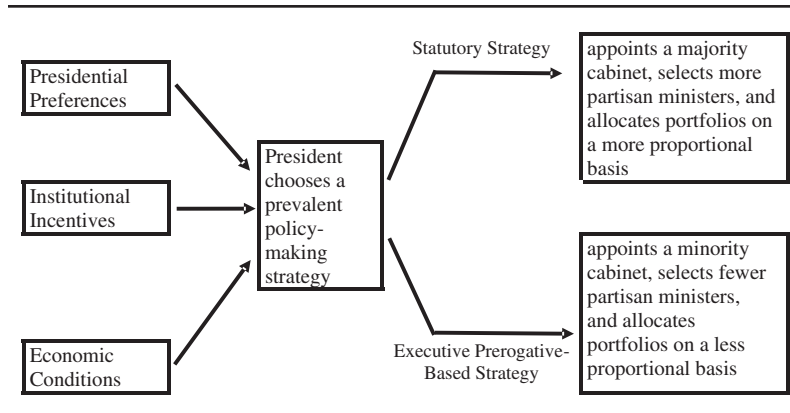 Presidential
Preferences
Institutional
Incentives
Economic
Conditions
President
chooses a
prevalent
policy-
making
strategy
Statutory Strategy
Executive Prerogative-
Based Strategy
appoints a majority
cabinet, selects more
partisan ministers, and
allocates portfolios on
a more proportional
basis
appoints a minority
cabinet, selects fewer
partisan ministers,
and allocates
portfolios on a less
proportional basis